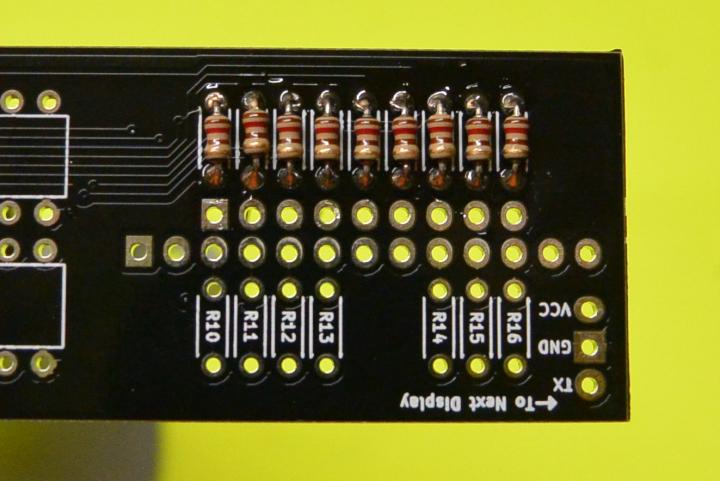 R10
R11
R12
R13
R14
R15
R16
VCC
GND
TX
←To Next Display